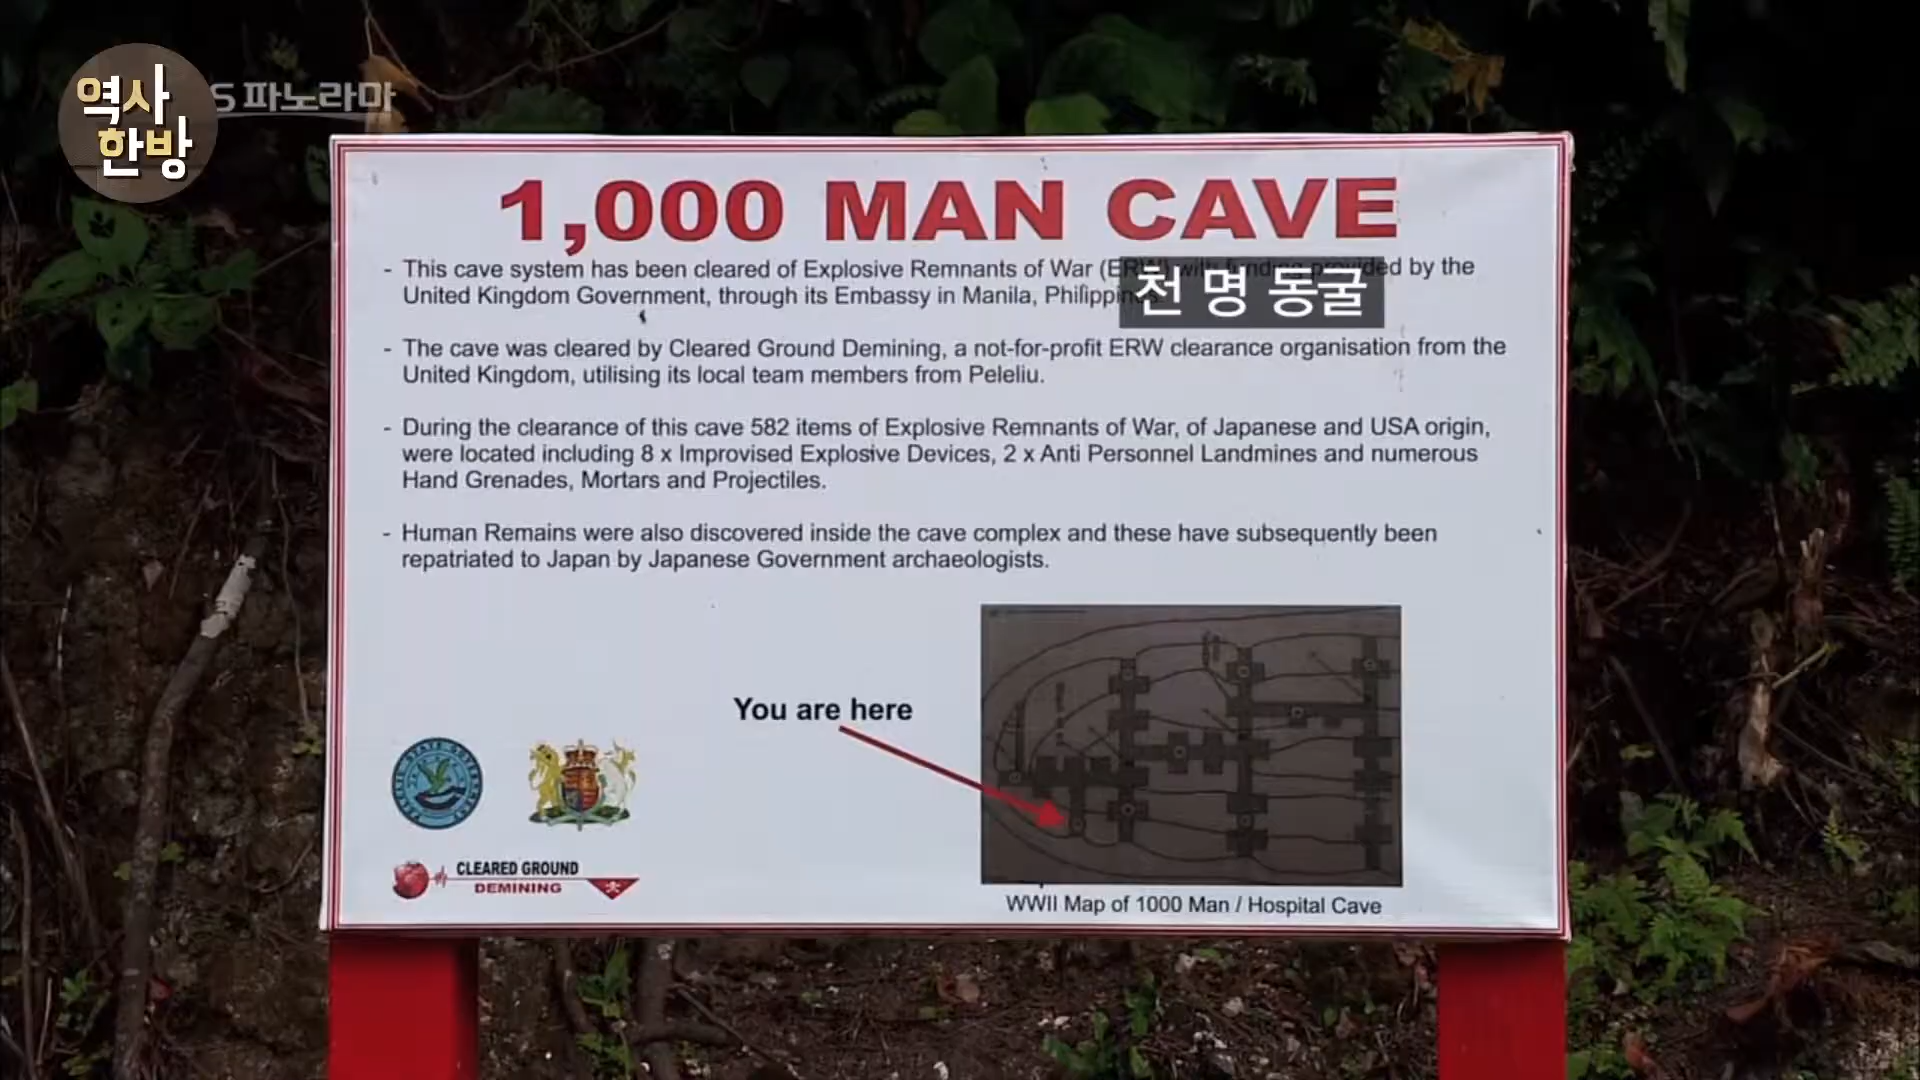 역사
한방
S 파노라마
1,000 MAN CAVE
- This cave system has been cleared of Explosive Remnants of War (ERW) with funding provided by the
United Kingdom Government, through its Embassy in Manila, Philippines.
천 명 동굴
- The cave was cleared by Cleared Ground Demining, a not-for-profit ERW clearance organisation from the
United Kingdom, utilising its local team members from Peleliu.
- During the clearance of this cave 582 items of Explosive Remnants of War, of Japanese and USA origin,
were located including 8 x Improvised Explosive Devices, 2 x Anti Personnel Landmines and numerous
Hand Grenades, Mortars and Projectiles.
- Human Remains were also discovered inside the cave complex and these have subsequently been
repatriated to Japan by Japanese Government archaeologists.
You are here
CLEARED GROUND
DEMINING
WWII Map of 1000 Man / Hospital Cave